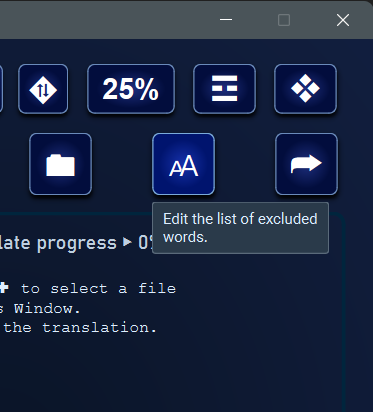 25%
AA
Edit the list of excluded
words.
late progress ▶ 0
to select a file
s Window.
the translation.